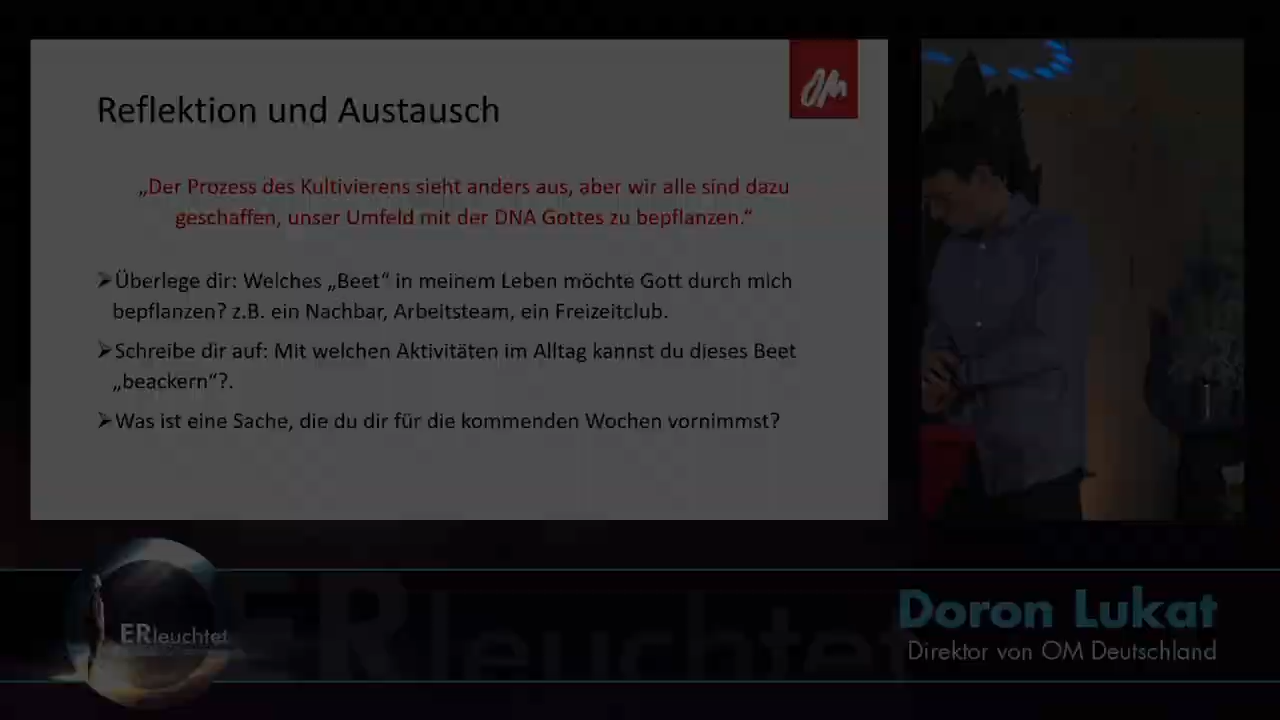 OM
Reflektion und Austausch
„Der Prozess des Kultivierens sieht anders aus, aber wir alle sind dazu
geschaffen, unser Umfeld mit der DNA Gottes zu bepflanzen.“
➢Überlege dir: Welches „Beet“ in meinem Leben möchte Gott durch mich
bepflanzen? z.B. ein Nachbar, Arbeitsteam, ein Freizeitclub.
➢Schreibe dir auf: Mit welchen Aktivitäten im Alltag kannst du dieses Beet
„beackern“?.
➢Was ist eine Sache, die du dir für die kommenden Wochen vornimmst?
ERleuchtet
ERleuchtet
Doron Lukat
Direktor von OM Deutschland